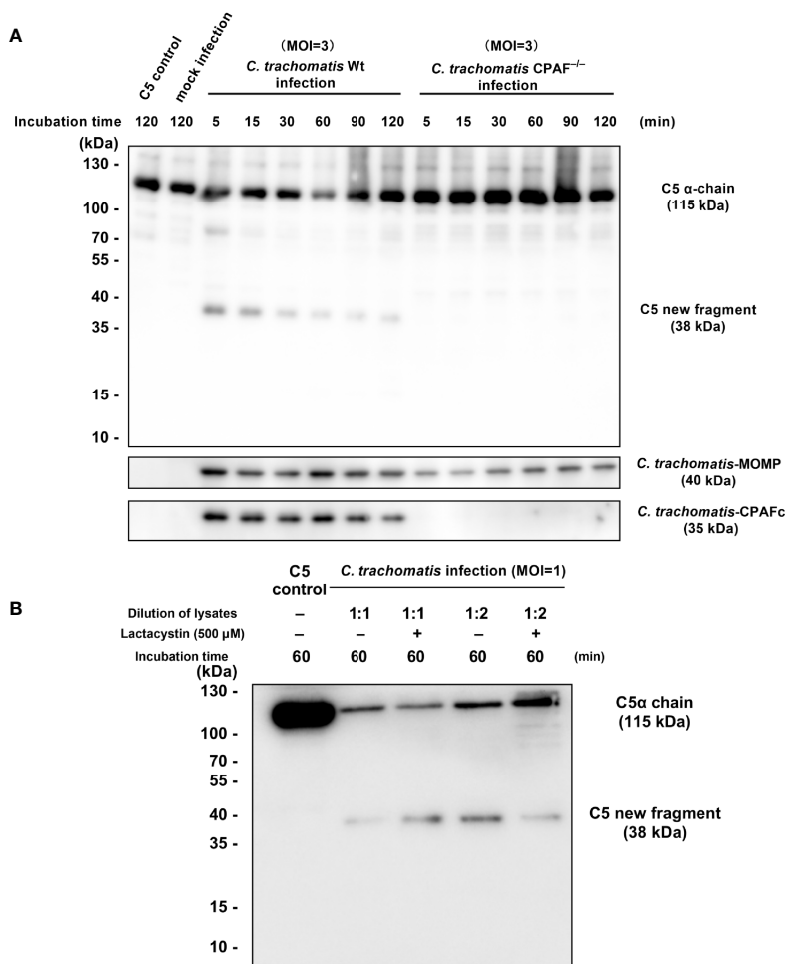 A
C5 control
mock infection
(MOI=3)
C. trachomatis Wt
infection
(MOI=3)
C. trachomatis CPAF–/–
infection
Incubation time 120 120 5 15 30 60 90 120 5 15 30 60 90 120 (min)
(kDa)
130 -
100 -
70 -
55 -
40 -
35 -
15 -
10 -
C5 α-chain
(115 kDa)
C5 new fragment
(38 kDa)
C. trachomatis-MOMP
(40 kDa)
C. trachomatis-CPAFc
(35 kDa)
B
C5
control
C. trachomatis infection (MOI=1)
Dilution of lysates – 1:1 1:1 1:2 1:2
Lactacystin (500 μM) – – + – +
Incubation time 60 60 60 60 60 (min)
(kDa)
130 -
100 -
70 -
55 -
40 -
35 -
15 -
10 -
C5α chain
(115 kDa)
C5 new fragment
(38 kDa)